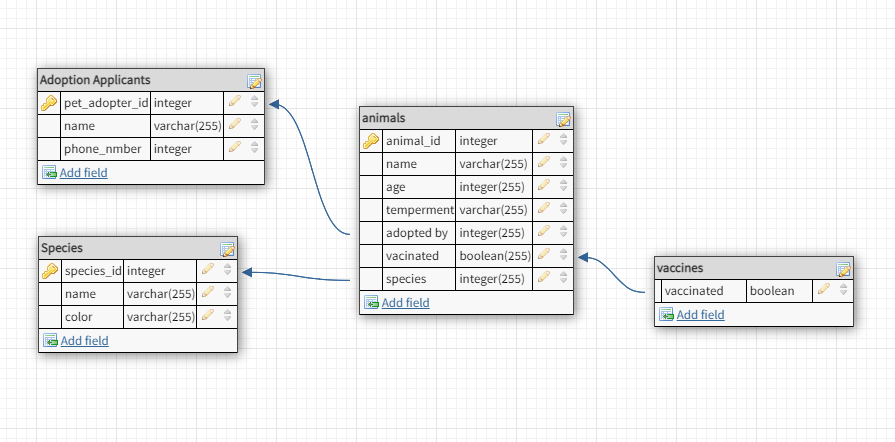 Adoption Applicants
pet_adopter_id integer
name varchar(255)
phone_nmber integer
Add field
Species
species_id integer
name varchar(255)
color varchar(255)
Add field
animals
animal_id integer
name varchar(255)
age integer(255)
temperment varchar(255)
adopted by integer(255)
vacinated boolean(255)
species integer(255)
Add field
vaccines
vaccinated boolean
Add field